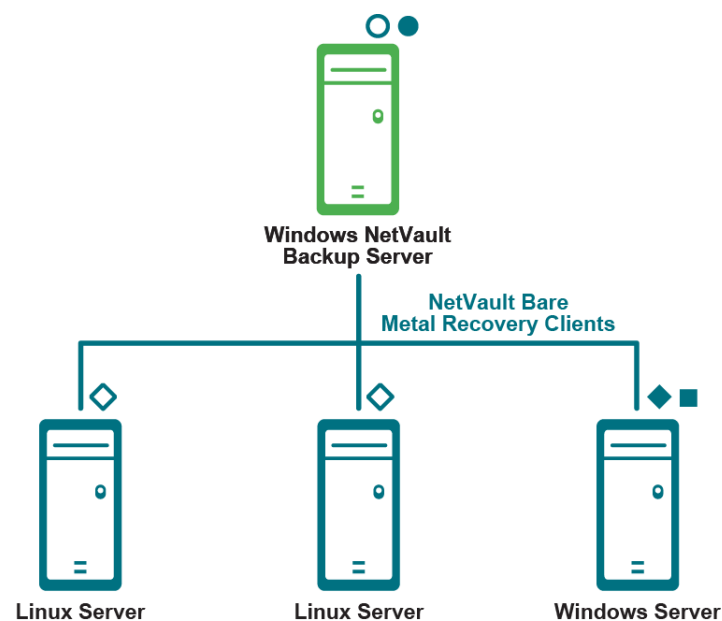 Windows NetVault
Backup Server
NetVault Bare
Metal Recovery Clients
Linux Server
Linux Server
Windows Server